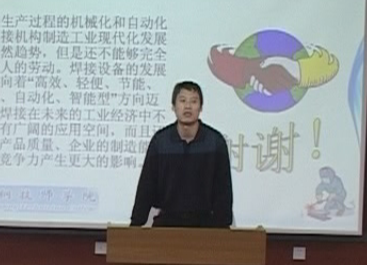 生产过程的机械化和自动化
接机构制造工业现代化发展
然趋势，但是还不能够完全
人的劳动。焊接设备的发展
向着“高效、轻便、节能、
、自动化、智能型”方向迈
焊接在未来的工业经济中不
有广阔的应用空间，而且
产品质量、企业的制造能
竞争力产生更大的影响
谢！
技师学院